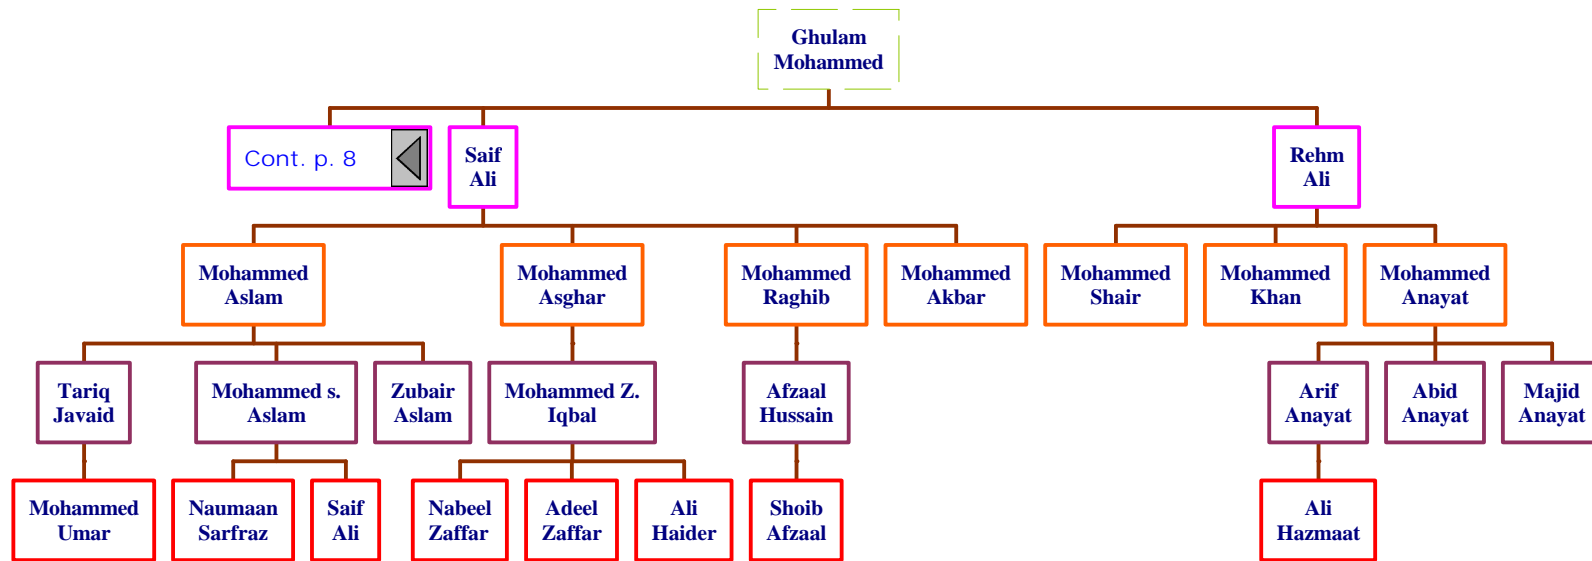 Ghulam
Mohammed
Cont. p. 8
Saif
Ali
Rehm
Ali
Mohammed
Aslam
Mohammed
Asghar
Mohammed
Raghib
Mohammed
Akbar
Mohammed
Shair
Mohammed
Khan
Mohammed
Anayat
Tariq
Javaid
Mohammed s.
Aslam
Zubair
Aslam
Mohammed Z.
Iqbal
Afzaal
Hussain
Arif
Anayat
Abid
Anayat
Majid
Anayat
Mohammed
Umar
Naumaan
Sarfraz
Saif
Ali
Nabeel
Zaffar
Adeel
Zaffar
Ali
Haider
Shoib
Afzaal
Ali
Hazmaat